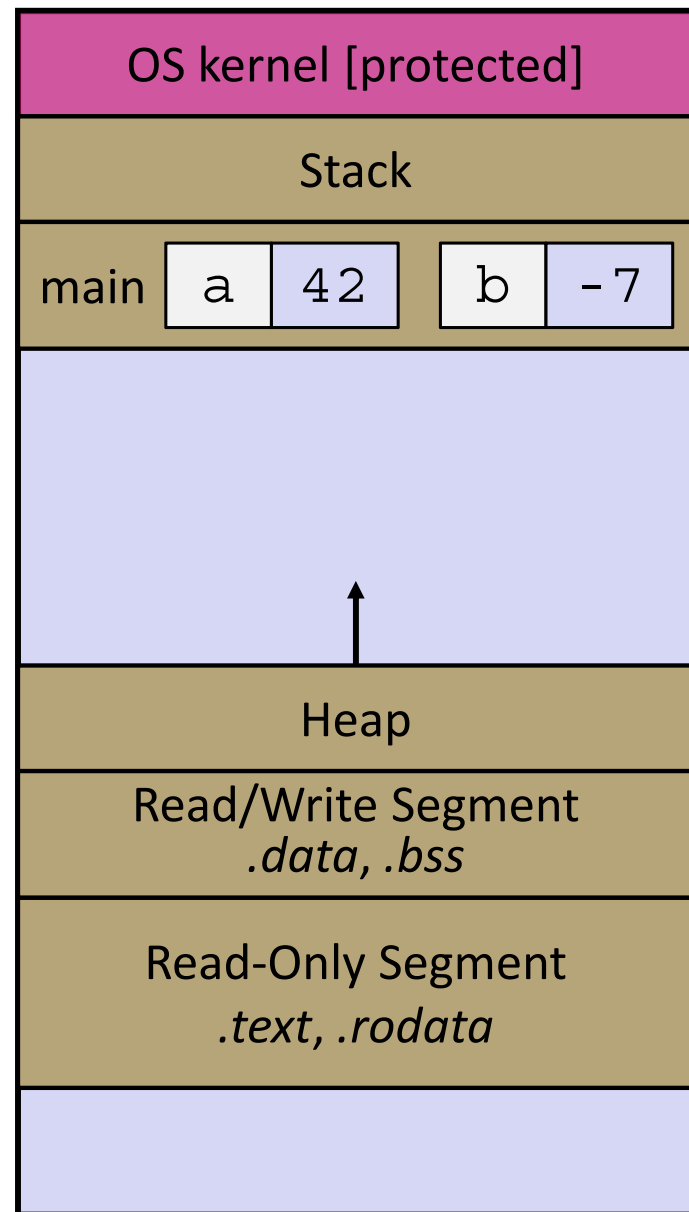 OS kernel [protected]
Stack
main a 42 b -7
Heap
Read/Write Segment
.data, .bss
Read-Only Segment
.text, .rodata